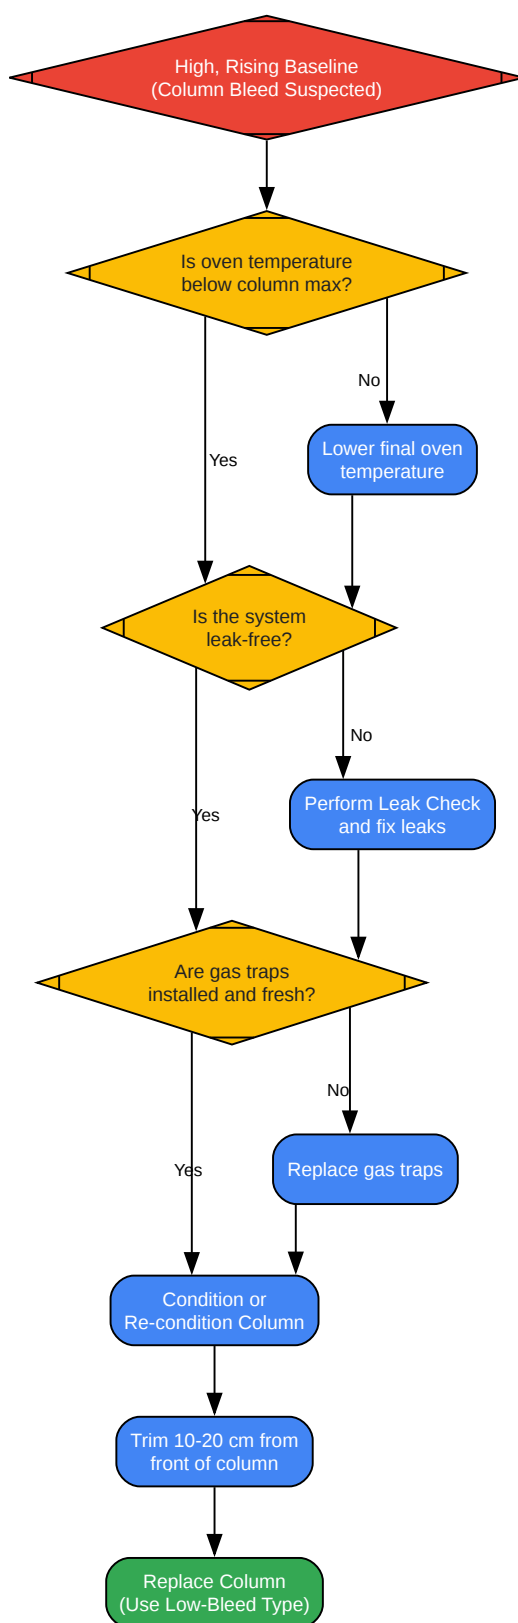 High, Rising Baseline
(Column Bleed Suspected)
Is oven temperature
below column max?
No
Lower final oven
temperature
Yes
Is the system
leak-free?
No
Perform Leak Check
and fix leaks
Yes
Are gas traps
installed and fresh?
No
Replace gas traps
Yes
Condition or
Re-condition Column
Trim 10-20 cm from
front of column
Replace Column
(Use Low-Bleed Type)